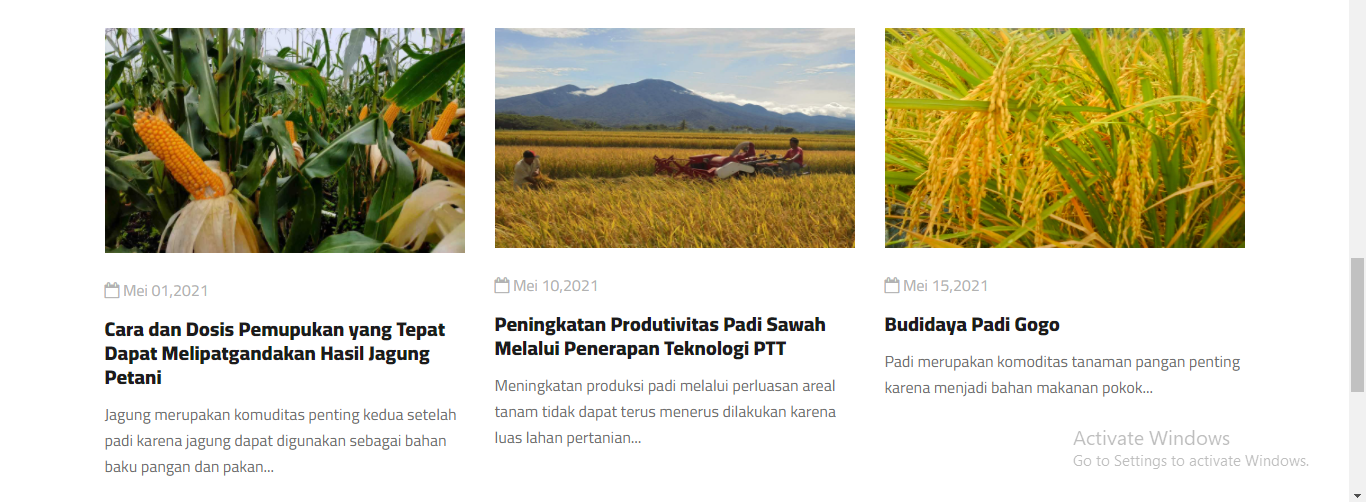 Mei 01,2021
Cara dan Dosis Pemupukan yang Tepat
Dapat Melipatgandakan Hasil Jagung
Petani
Jagung merupakan komuditas penting kedua setelah
padi karena jagung dapat digunakan sebagai bahan
baku pangan dan pakan...
Mei 10,2021
Peningkatan Produtivitas Padi Sawah
Melalui Penerapan Teknologi PTT
Meningkatan produksi padi melalui perluasan areal
tanam tidak dapat terus menerus dilakukan karena
luas lahan pertanian...
Mei 15,2021
Budidaya Padi Gogo
Padi merupakan komoditas tanaman pangan penting
karena menjadi bahan makanan pokok...
Activate Windows
Go to Settings to activate Windows.